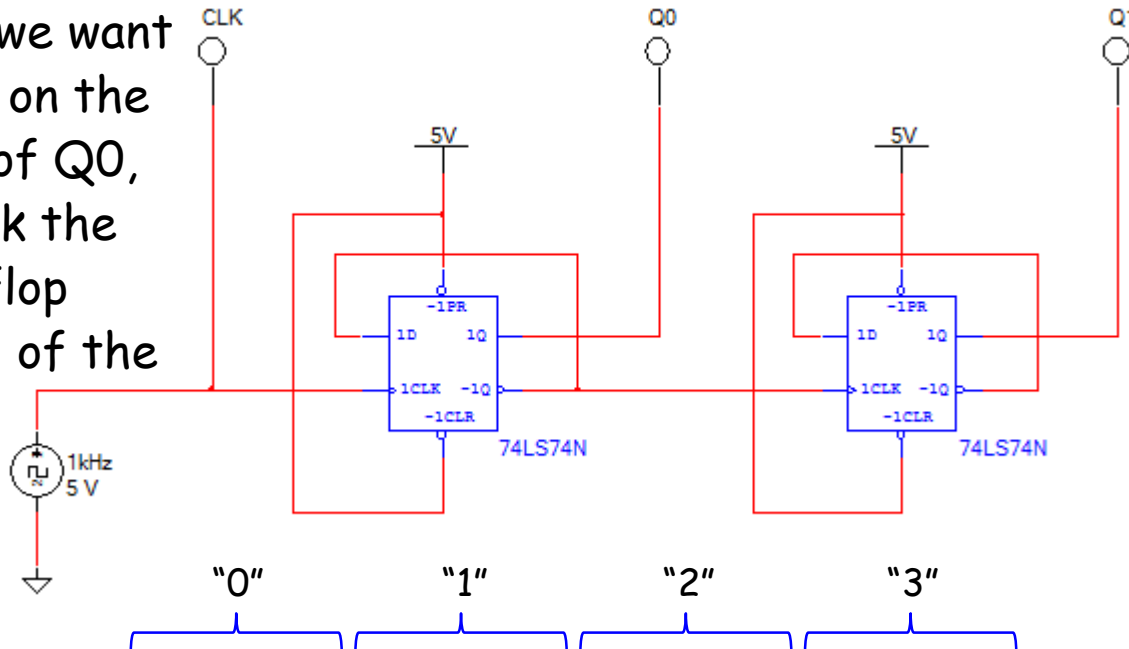 we want
on the
of Q0,
k the
flop
of the
CLK
Q0
5V
5V
-1PR
1D
1Q
1CLK
-1Q
-1CLR
74LS74N
-1PR
1D
1Q
1CLK
-1Q
-1CLR
74LS74N
1kHz
5 V
"0"
"1"
"2"
"3"